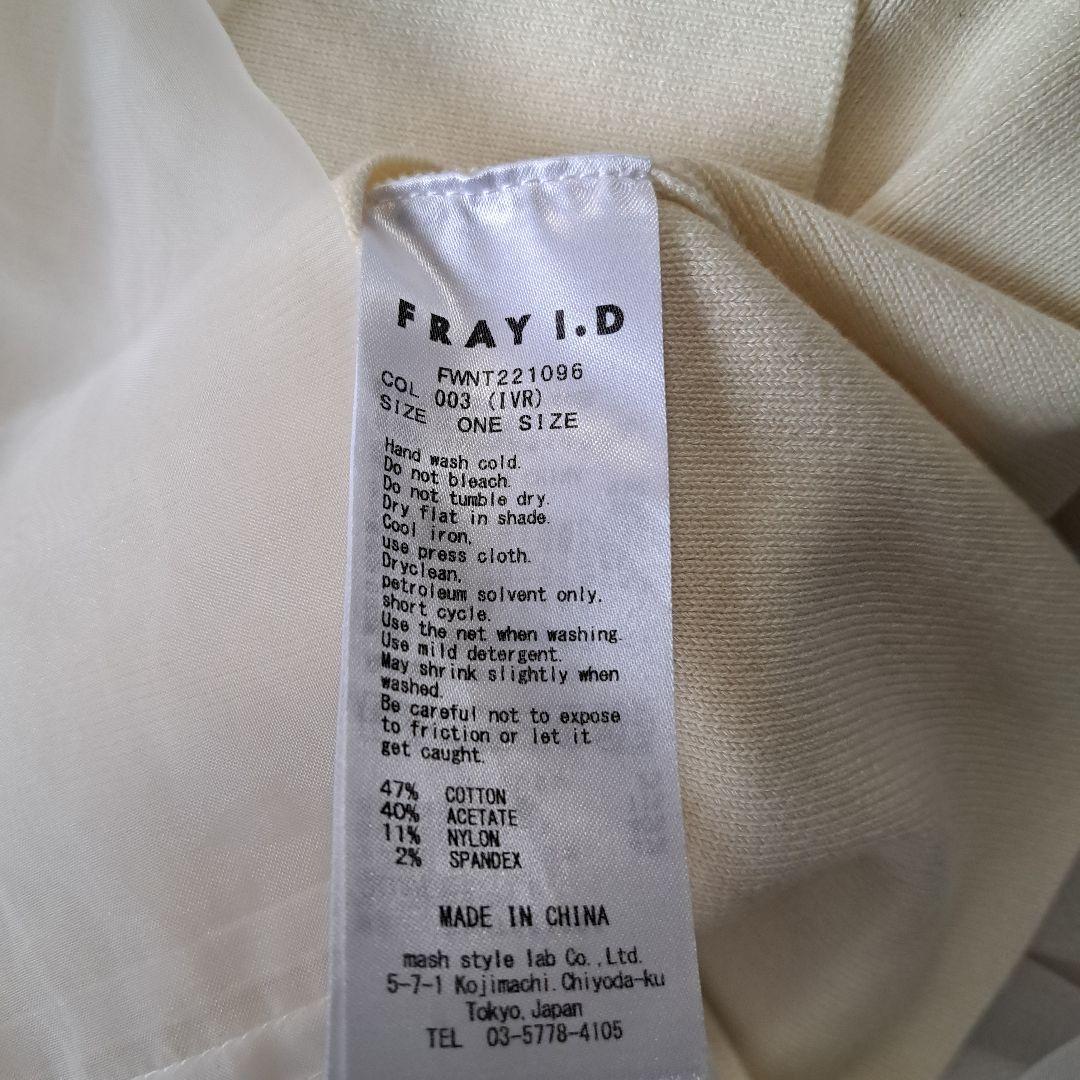 FRAY I.D
FWNT221096
COL 003 (IVR)
SIZE ONE SIZE
Hand wash cold.
Do not bleach.
Do not tumble dry.
Dry flat in shade.
Cool iron,
use press cloth.
Dryclean,
petroleum solvent only,
short cycle.
Use the net when washing.
Use mild detergent.
May shrink slightly when
washed.
Be careful not to expose
to friction or let it
get caught.
47% COTTON
40% ACETATE
11% NYLON
2% SPANDEX
MADE IN CHINA
mash style lab Co.,Ltd.
5-7-1 Kojimachi.Chiyoda-ku
Tokyo,Japan
TEL 03-5778-4105